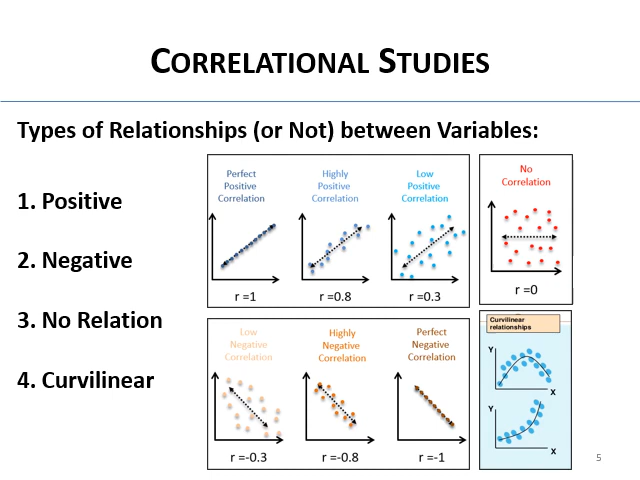 CORRELATIONAL STUDIES
Types of Relationships (or Not) between Variables:
1. Positive
2. Negative
3. No Relation
4. Curvilinear
Perfect
Positive
Correlation
r =1
Highly
Positive
Correlation
r =0.8
Low
Positive
Correlation
r =0.3
No
Correlation
r =0
Low
Negative
Correlation
r =-0.3
Highly
Negative
Correlation
r =-0.8
Perfect
Negative
Correlation
r =-1
Curvilinear
relationships
Y
X
Y
X
5